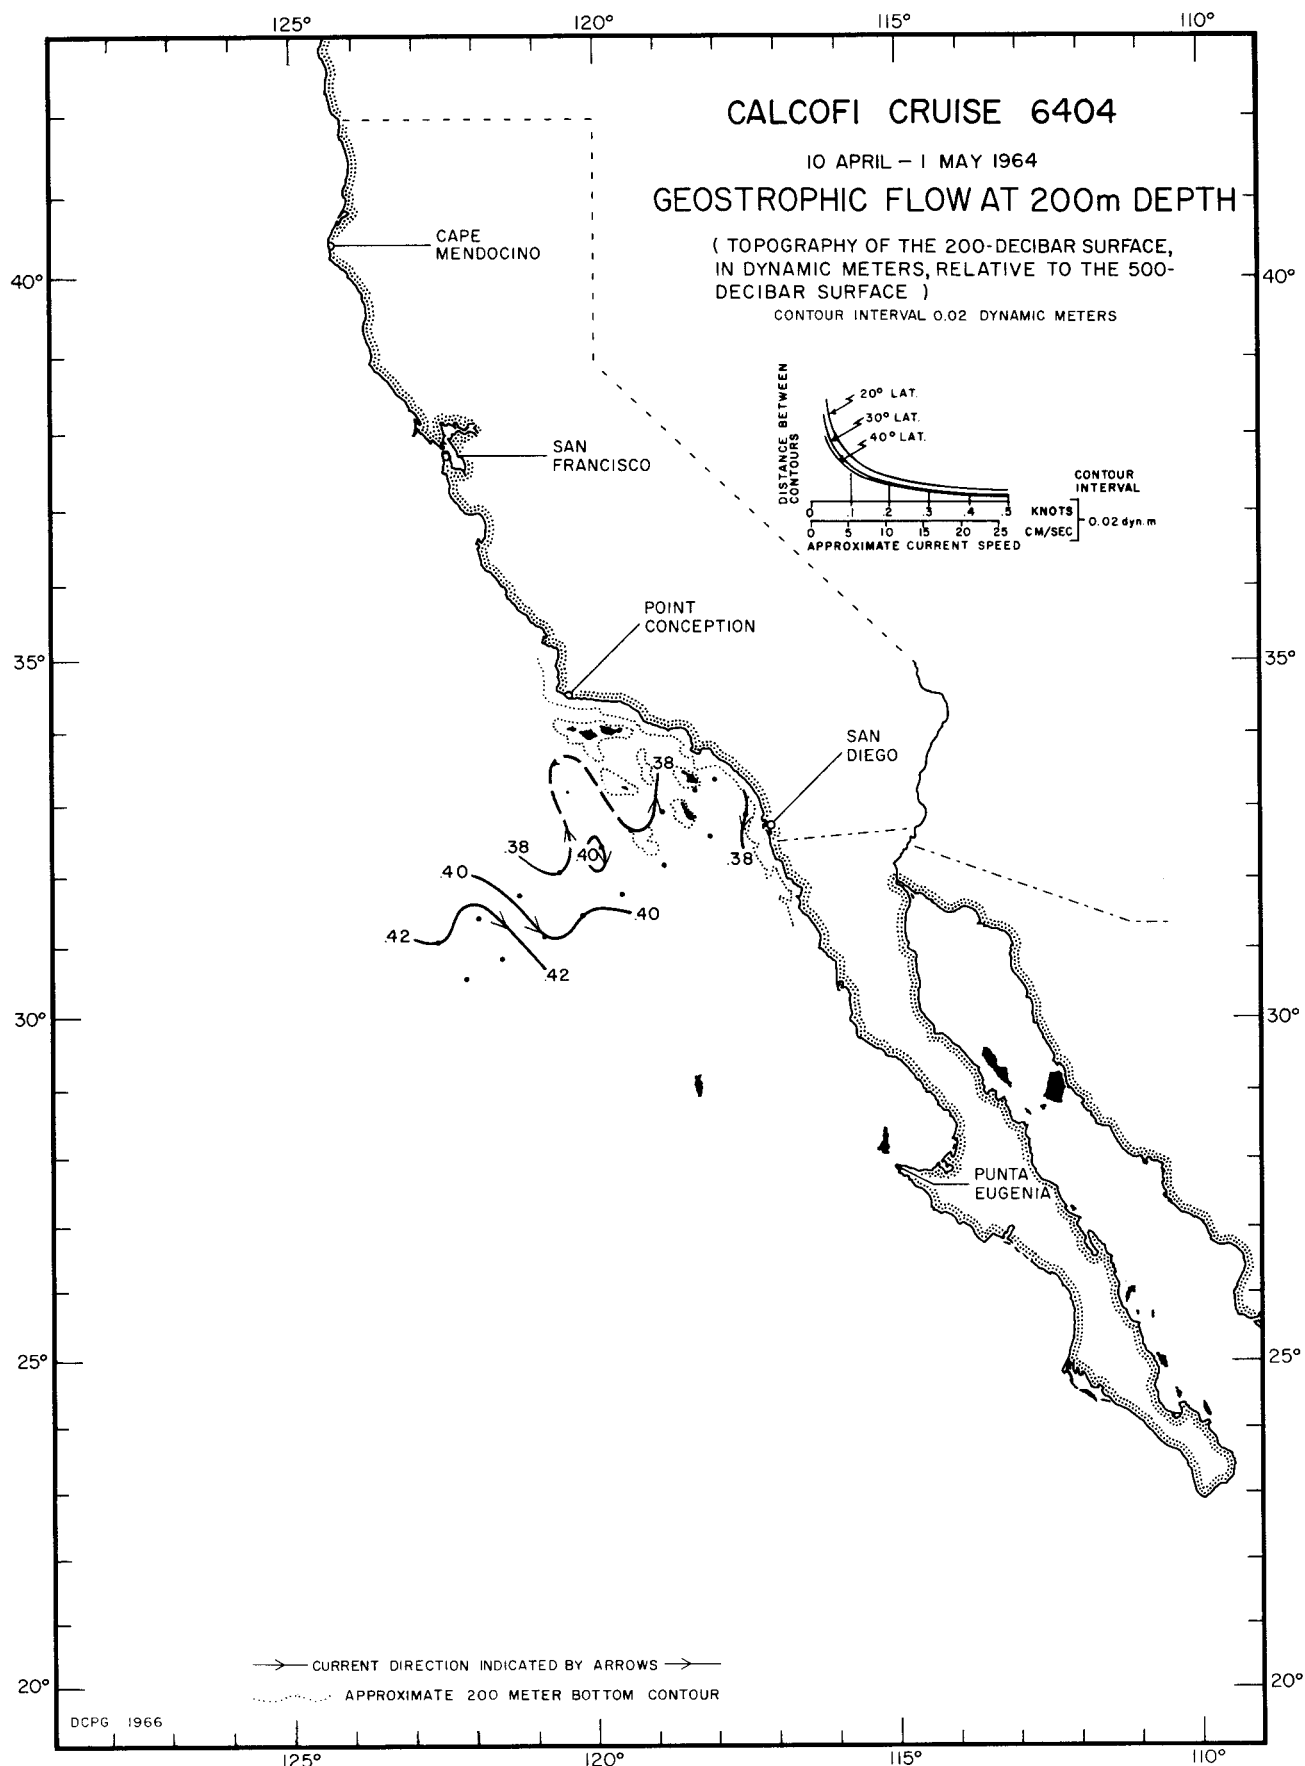 125° 120° 115° 110°
CALCOFI CRUISE 6404
10 APRIL – 1 MAY 1964
GEOSTROPHIC FLOW AT 200m DEPTH
( TOPOGRAPHY OF THE 200-DECIBAR SURFACE,
IN DYNAMIC METERS, RELATIVE TO THE 500-
DECIBAR SURFACE )
CONTOUR INTERVAL 0.02 DYNAMIC METERS
CAPE
MENDOCINO
40° 40°
DISTANCE BETWEEN
CONTOURS
20° LAT.
30° LAT.
40° LAT.
CONTOUR
INTERVAL
0 .1 .2 .3 .4 .5 KNOTS
0.02 dyn. m
0 5 10 15 20 25 CM/SEC
APPROXIMATE CURRENT SPEED
SAN
FRANCISCO
POINT
CONCEPTION
35° 35°
SAN
DIEGO
.38
.38
.40
.38
.40
.40
.42
.42
30° 30°
PUNTA
EUGENIA
25° 25°
CURRENT DIRECTION INDICATED BY ARROWS
20° 20°
APPROXIMATE 200 METER BOTTOM CONTOUR
DCPG 1966
125° 120° 115° 110°